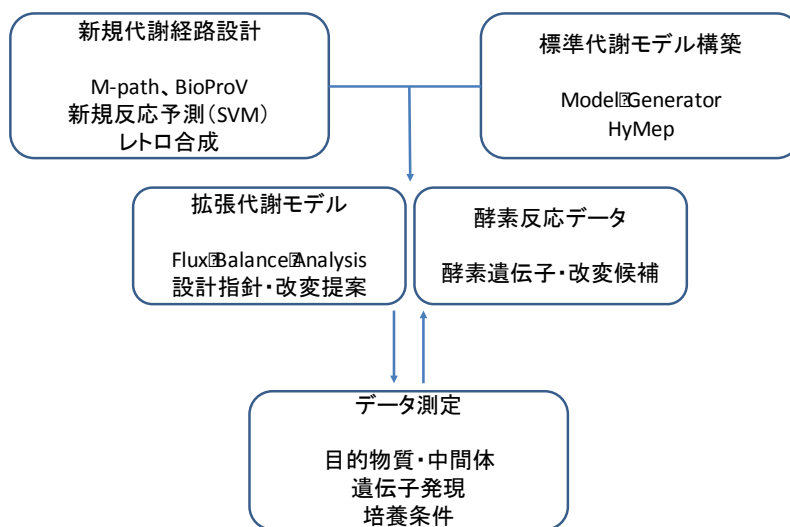 新規代謝経路設計
M-path、BioProV
新規反応予測(SVM)
レトロ合成
標準代謝モデル構築
Model Generator
HyMep
拡張代謝モデル
Flux Balance Analysis
設計指針・改変提案
酵素反応データ
酵素遺伝子・改変候補
データ測定
目的物質・中間体
遺伝子発現
培養条件